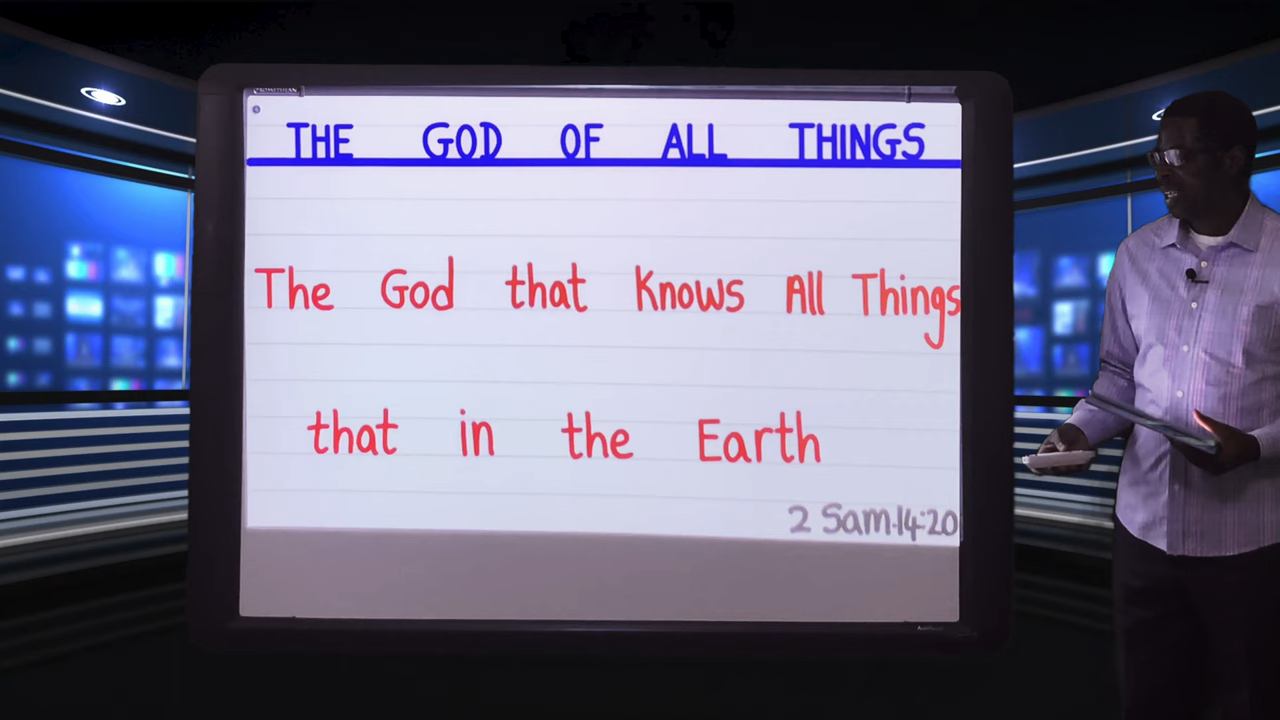 THE GOD OF ALL THINGS
The God that Knows All Things
that in the Earth
2 Sam.14:20